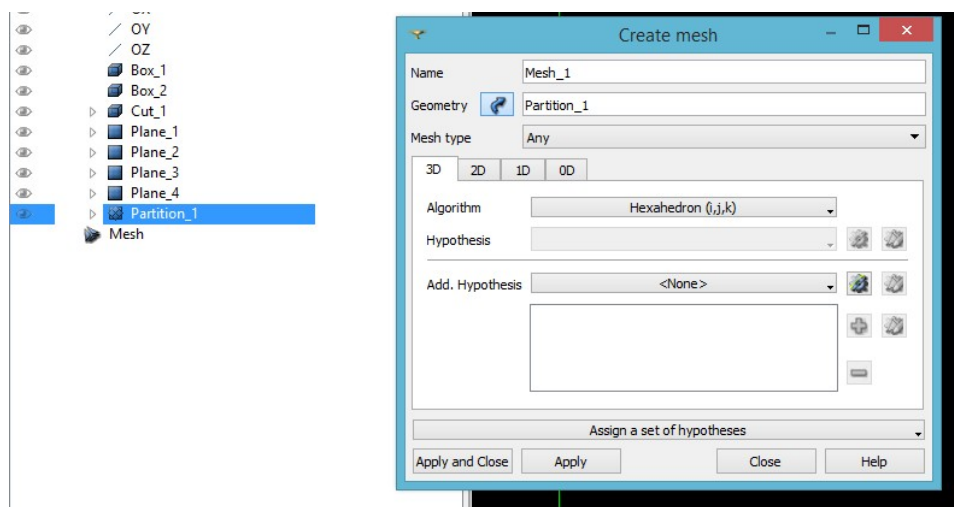 OY
OZ
Box_1
Box_2
Cut_1
Plane_1
Plane_2
Plane_3
Plane_4
Partition_1
Mesh
Create mesh
Name Mesh_1
Geometry Partition_1
Mesh type Any
3D 2D 1D 0D
Algorithm Hexahedron (i,j,k)
Hypothesis
Add. Hypothesis <None>
Assign a set of hypotheses
Apply and Close Apply Close Help